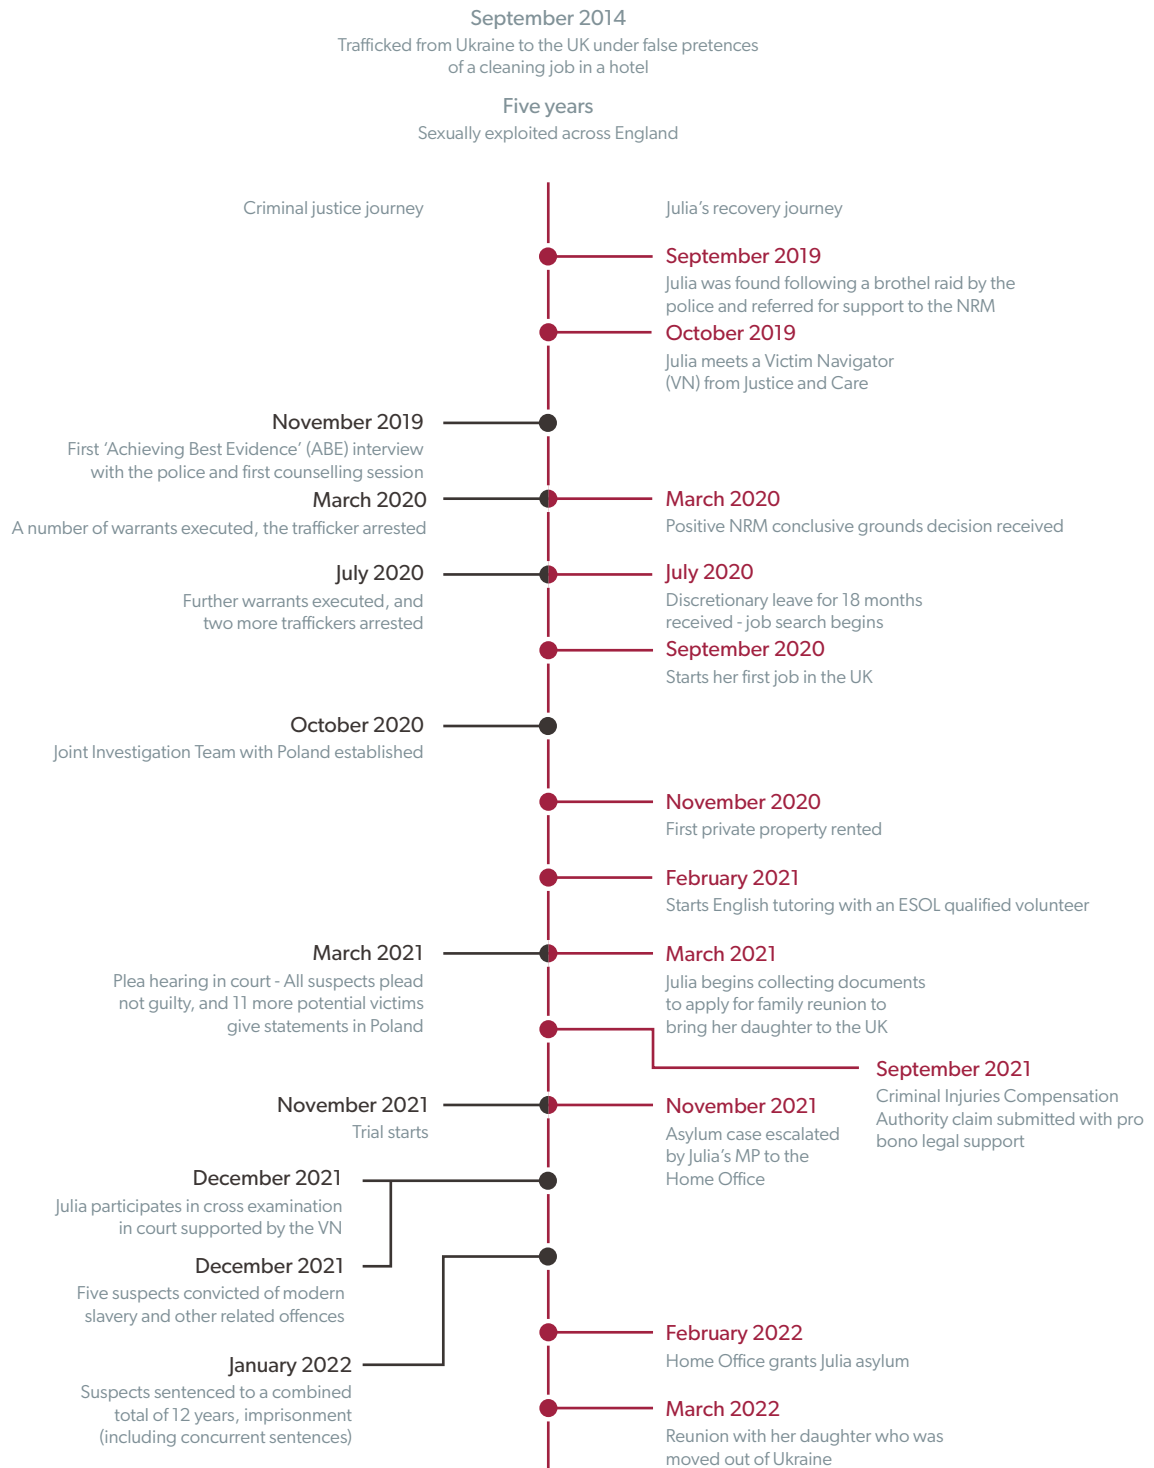 September 2014
Trafficked from Ukraine to the UK under false pretences
of a cleaning job in a hotel
Five years
Sexually exploited across England
Criminal justice journey
Julia's recovery journey
September 2019
Julia was found following a brothel raid by the
police and referred for support to the NRM
October 2019
Julia meets a Victim Navigator
(VN) from Justice and Care
November 2019
First 'Achieving Best Evidence' (ABE) interview
with the police and first counselling session
March 2020
A number of warrants executed, the trafficker arrested
March 2020
Positive NRM conclusive grounds decision received
July 2020
Further warrants executed, and
two more traffickers arrested
July 2020
Discretionary leave for 18 months
received - job search begins
September 2020
Starts her first job in the UK
October 2020
Joint Investigation Team with Poland established
November 2020
First private property rented
February 2021
Starts English tutoring with an ESOL qualified volunteer
March 2021
Plea hearing in court - All suspects plead
not guilty, and 11 more potential victims
give statements in Poland
March 2021
Julia begins collecting documents
to apply for family reunion to
bring her daughter to the UK
September 2021
Criminal Injuries Compensation
Authority claim submitted with pro
bono legal support
November 2021
Trial starts
November 2021
Asylum case escalated
by Julia's MP to the
Home Office
December 2021
Julia participates in cross examination
in court supported by the VN
December 2021
Five suspects convicted of modern
slavery and other related offences
January 2022
Suspects sentenced to a combined
total of 12 years, imprisonment
(including concurrent sentences)
February 2022
Home Office grants Julia asylum
March 2022
Reunion with her daughter who was
moved out of Ukraine